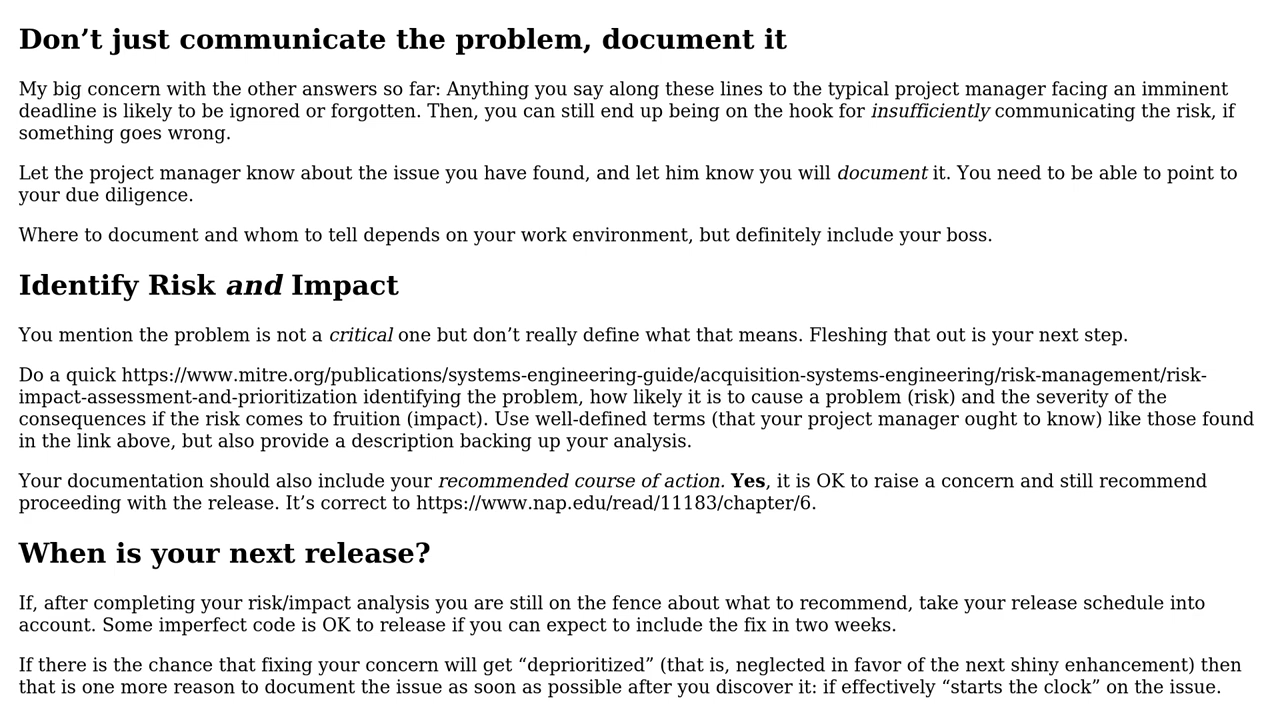 Don’t just communicate the problem, document it
My big concern with the other answers so far: Anything you say along these lines to the typical project manager facing an imminent
deadline is likely to be ignored or forgotten. Then, you can still end up being on the hook for insufficiently communicating the risk, if
something goes wrong.
Let the project manager know about the issue you have found, and let him know you will document it. You need to be able to point to
your due diligence.
Where to document and whom to tell depends on your work environment, but definitely include your boss.
Identify Risk and Impact
You mention the problem is not a critical one but don’t really define what that means. Fleshing that out is your next step.
Do a quick https://www.mitre.org/publications/systems-engineering-guide/acquisition-systems-engineering/risk-management/risk-
impact-assessment-and-prioritization identifying the problem, how likely it is to cause a problem (risk) and the severity of the
consequences if the risk comes to fruition (impact). Use well-defined terms (that your project manager ought to know) like those found
in the link above, but also provide a description backing up your analysis.
Your documentation should also include your recommended course of action. Yes, it is OK to raise a concern and still recommend
proceeding with the release. It’s correct to https://www.nap.edu/read/11183/chapter/6.
When is your next release?
If, after completing your risk/impact analysis you are still on the fence about what to recommend, take your release schedule into
account. Some imperfect code is OK to release if you can expect to include the fix in two weeks.
If there is the chance that fixing your concern will get “deprioritized” (that is, neglected in favor of the next shiny enhancement) then
that is one more reason to document the issue as soon as possible after you discover it: if effectively “starts the clock” on the issue.